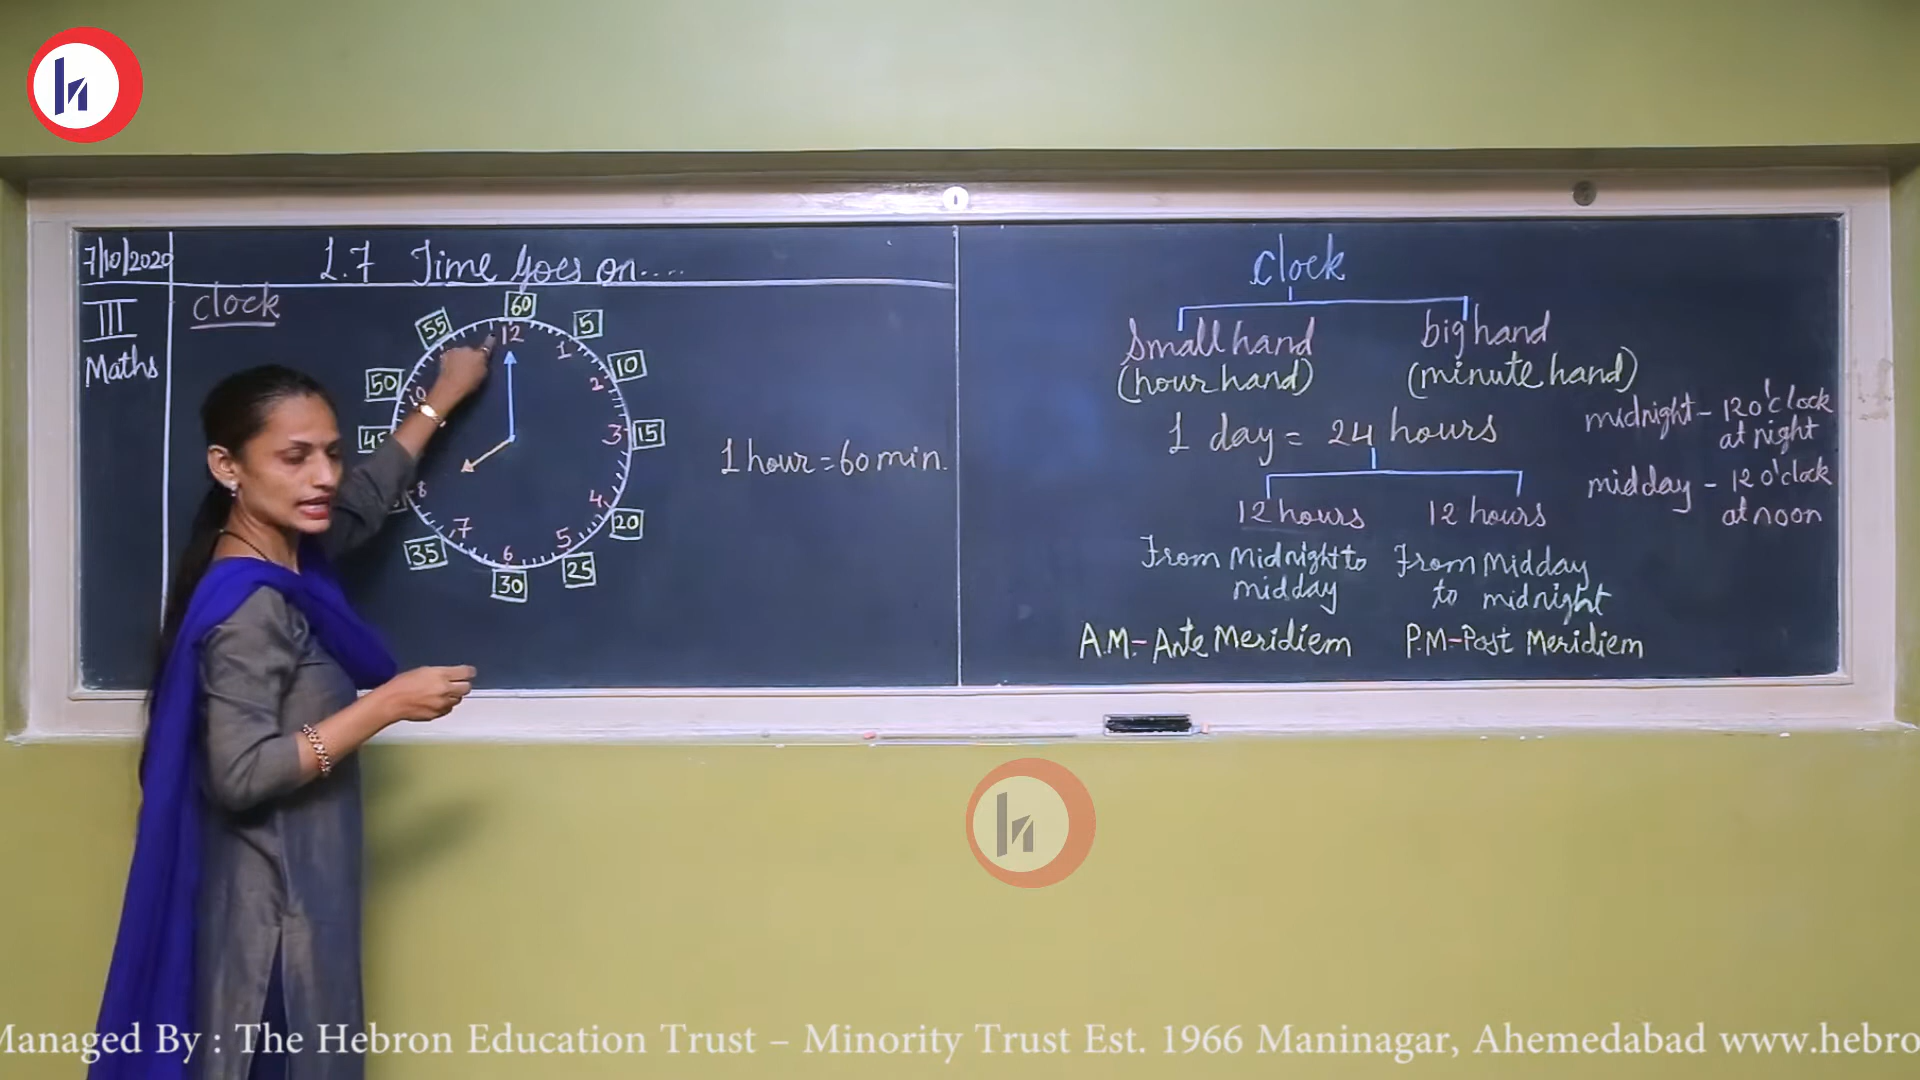 7/10/2020
L.7 Time Goes on....
III
Maths
clock
60
55
5
12
1
50
10
10
2
45
3
15
8
4
20
7
5
35
6
25
30
1 hour = 60 min.
clock
Small hand
big hand
(hour hand)
(minute hand)
1 day = 24 hours
midnight - 12 o'clock
at night
midday - 12 o'clock
at noon
12 hours
12 hours
From Midnight to
midday
From Midday
to midnight
A.M.- Ante Meridiem
P.M-Post Meridiem
Managed By : The Hebron Education Trust – Minority Trust Est. 1966 Maninagar, Ahemedabad www.hebro